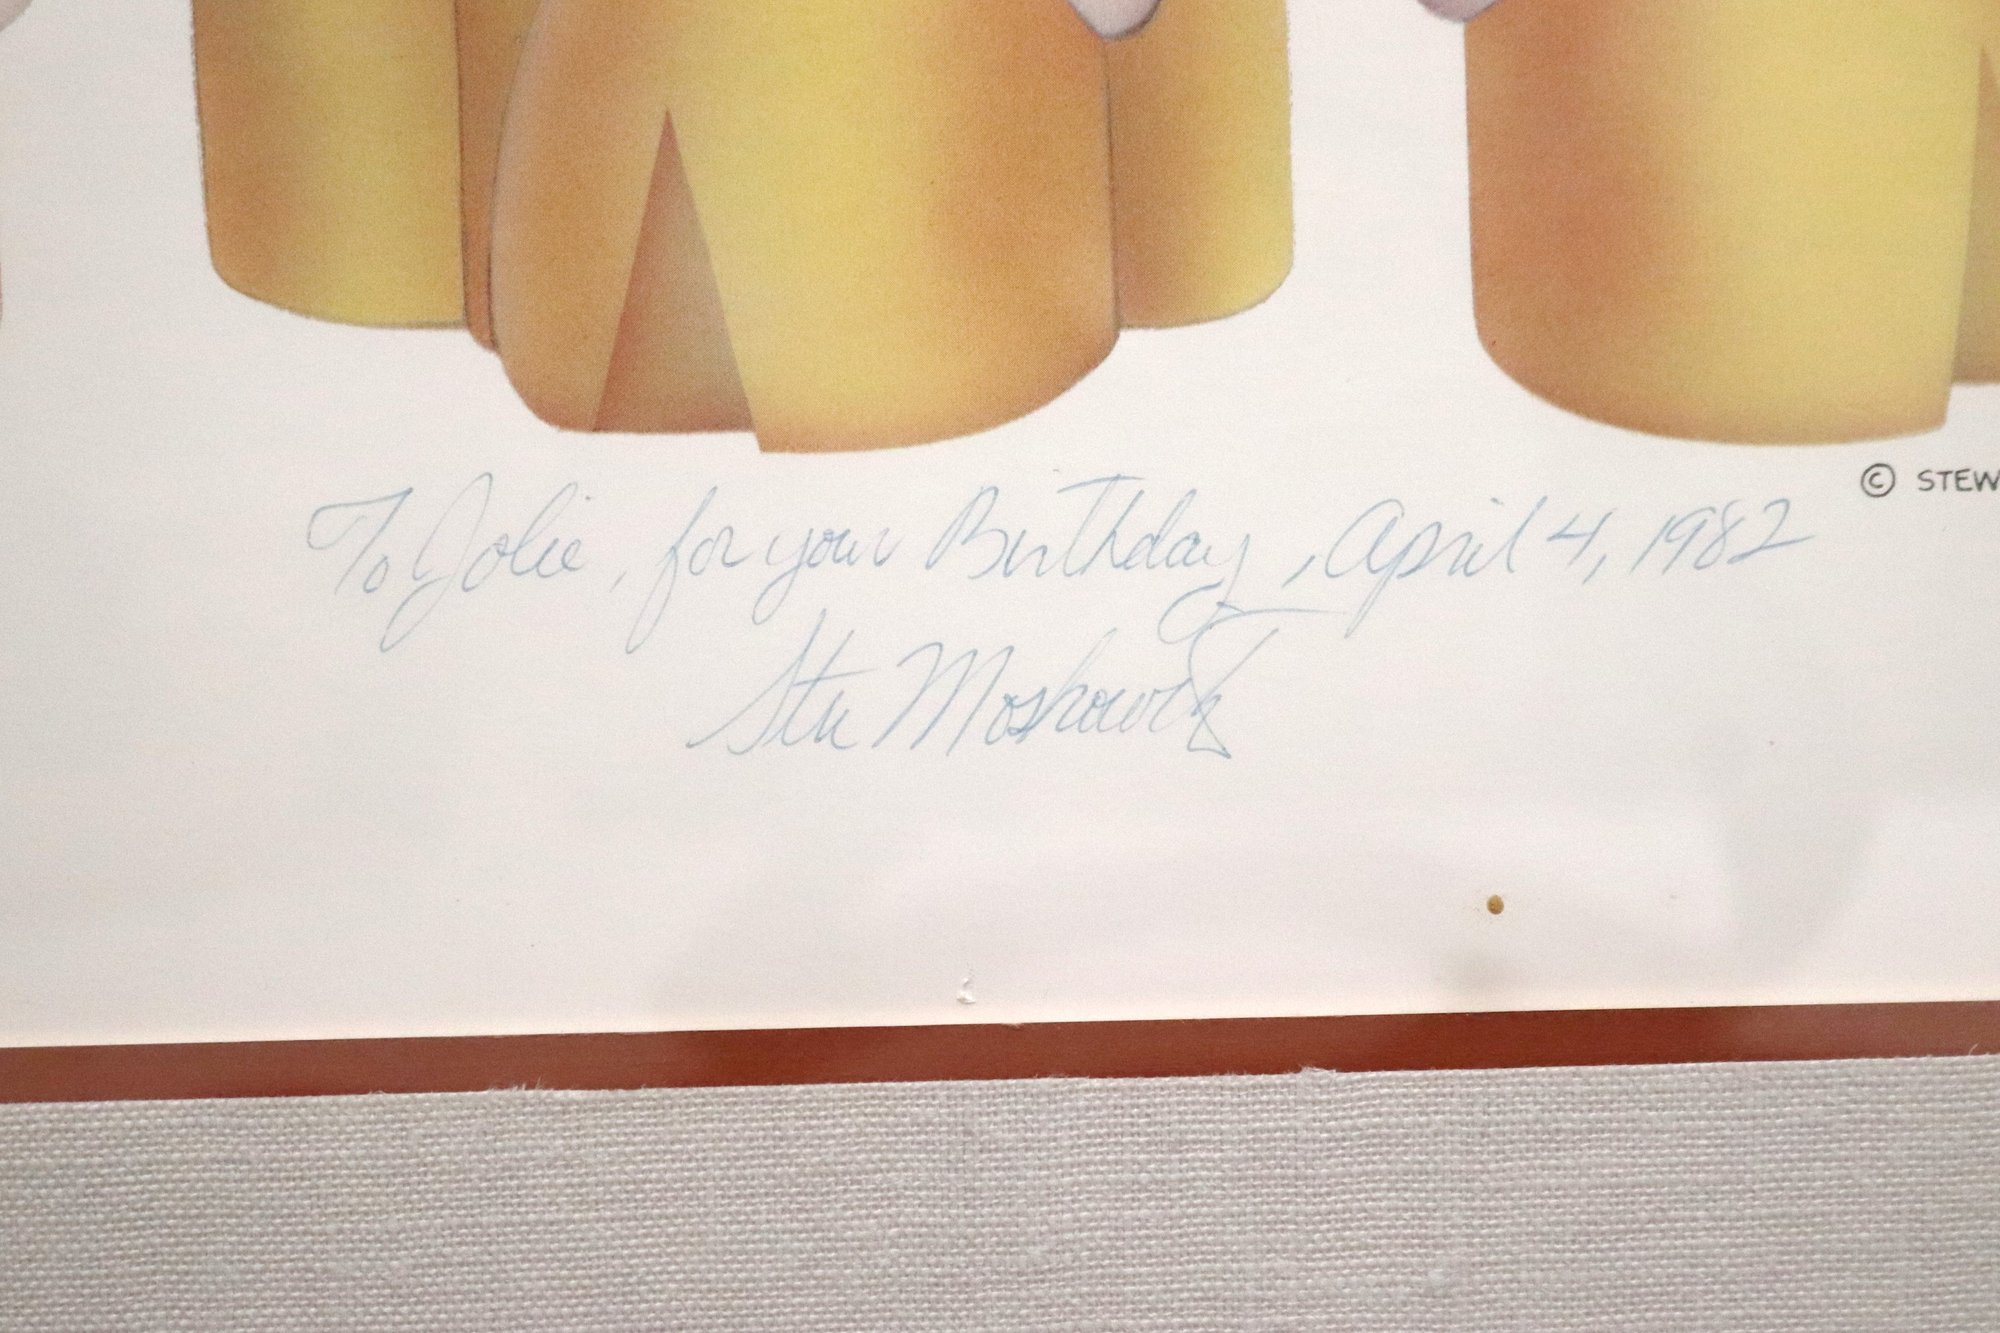 © STEW
To Jolie, for your Birthday, April 4, 1982
Stu Moskowitz